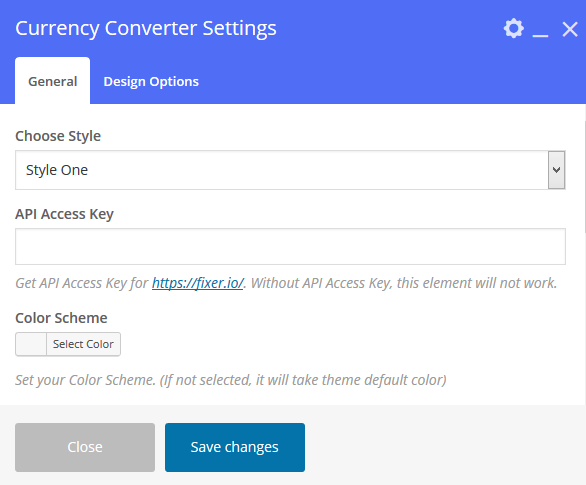 Currency Converter Settings
General Design Options
Choose Style
Style One
API Access Key
Get API Access Key for https://fixer.io/. Without API Access Key, this element will not work.
Color Scheme
Select Color
Set your Color Scheme. (If not selected, it will take theme default color)
Close Save changes